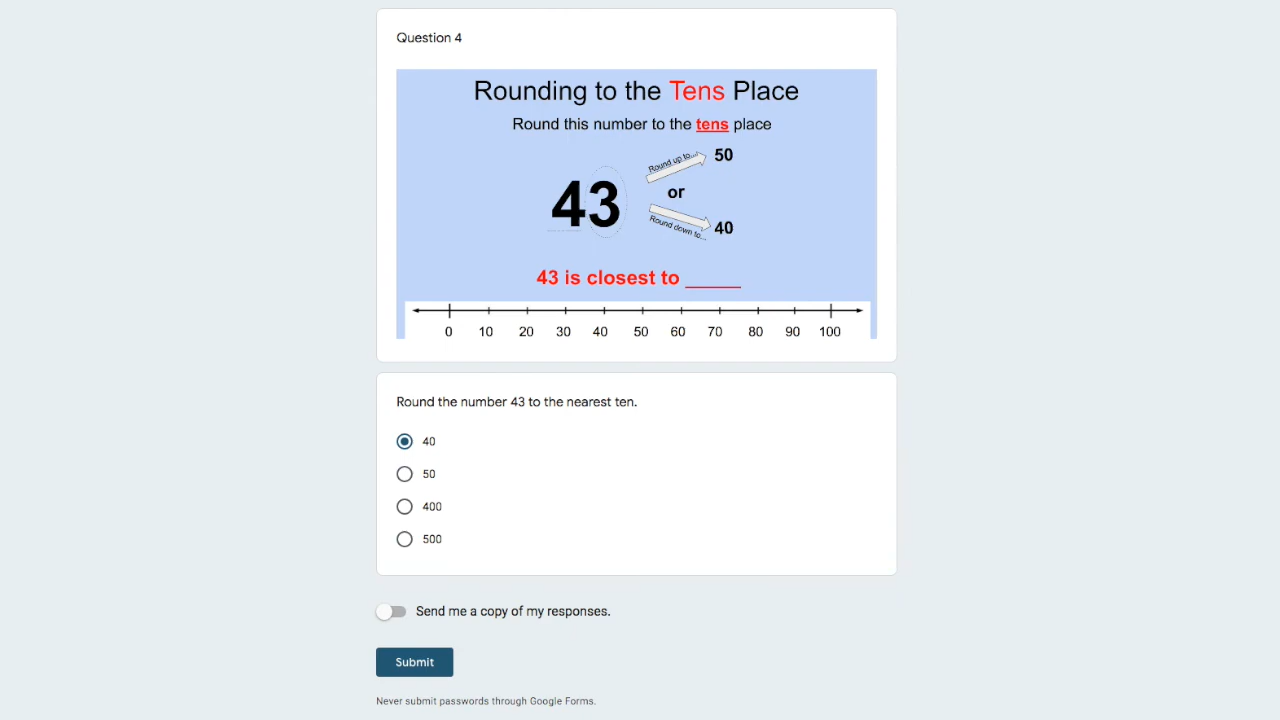 Question 4
Rounding to the Tens Place
Round this number to the tens place
Round up to... 50
43 or
Round down to... 40
43 is closest to ______
0 10 20 30 40 50 60 70 80 90 100
Round the number 43 to the nearest ten.
40
50
400
500
Send me a copy of my responses.
Submit
Never submit passwords through Google Forms.